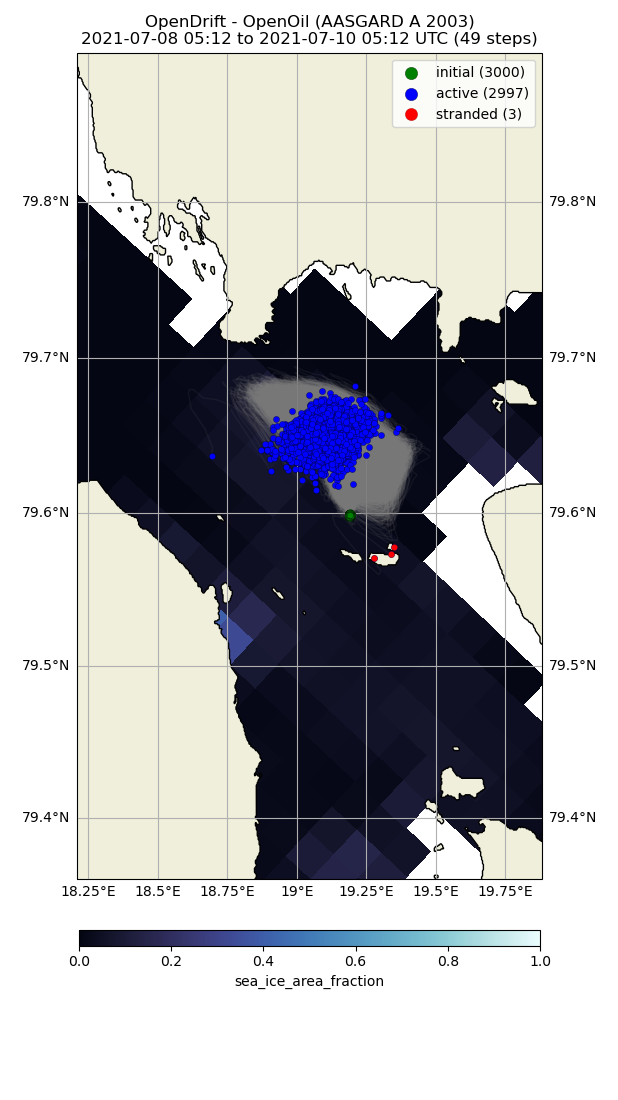 OpenDrift - OpenOil (AASGARD A 2003)
2021-07-08 05:12 to 2021-07-10 05:12 UTC (49 steps)
initial (3000)
active (2997)
stranded (3)
79.8°N 79.8°N
79.7°N 79.7°N
79.6°N 79.6°N
79.5°N 79.5°N
79.4°N 79.4°N
18.25°E 18.5°E 18.75°E 19°E 19.25°E 19.5°E 19.75°E
0.0 0.2 0.4 0.6 0.8 1.0
sea_ice_area_fraction